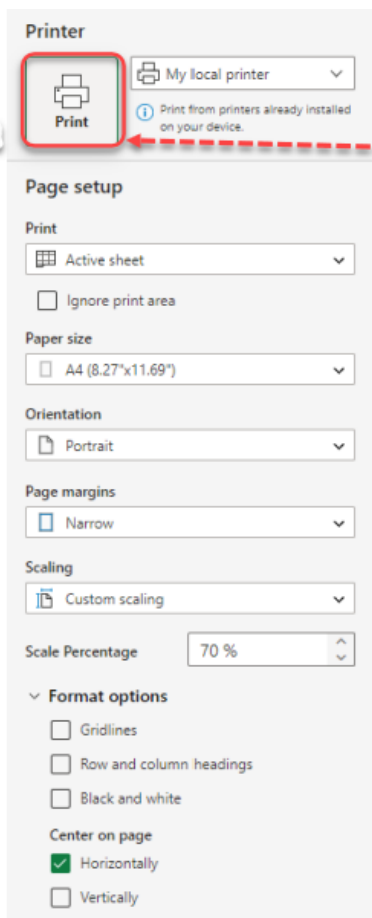 Printer
My local printer
Print
Print from printers already installed
on your device.
Page setup
Print
Active sheet
Ignore print area
Paper size
A4 (8.27"x11.69")
Orientation
Portrait
Page margins
Narrow
Scaling
Custom scaling
Scale Percentage
70 %
Format options
Gridlines
Row and column headings
Black and white
Center on page
Horizontally
Vertically